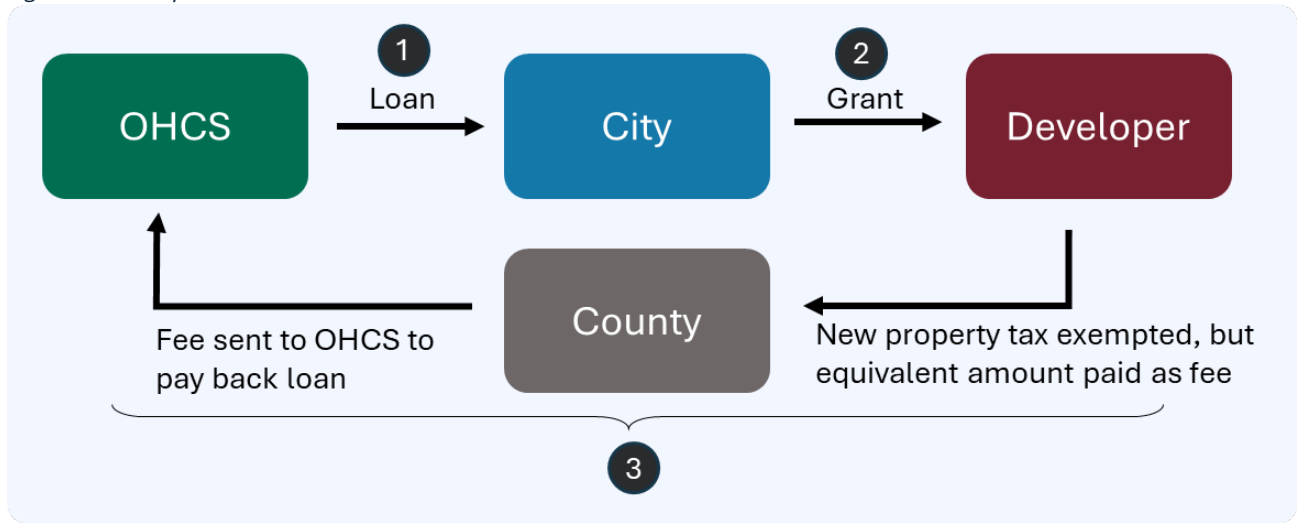 1
2
Loan
Grant
OHCS
City
Developer
County
Fee sent to OHCS to
pay back loan
New property tax exempted, but
equivalent amount paid as fee
3